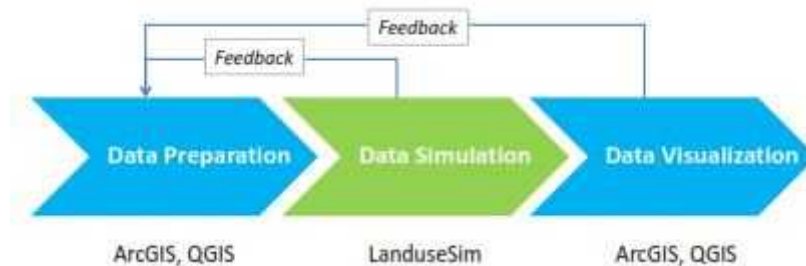 Feedback
Feedback
Data Preparation
Data Simulation
Data Visualization
ArcGIS, QGIS
LanduseSim
ArcGIS, QGIS